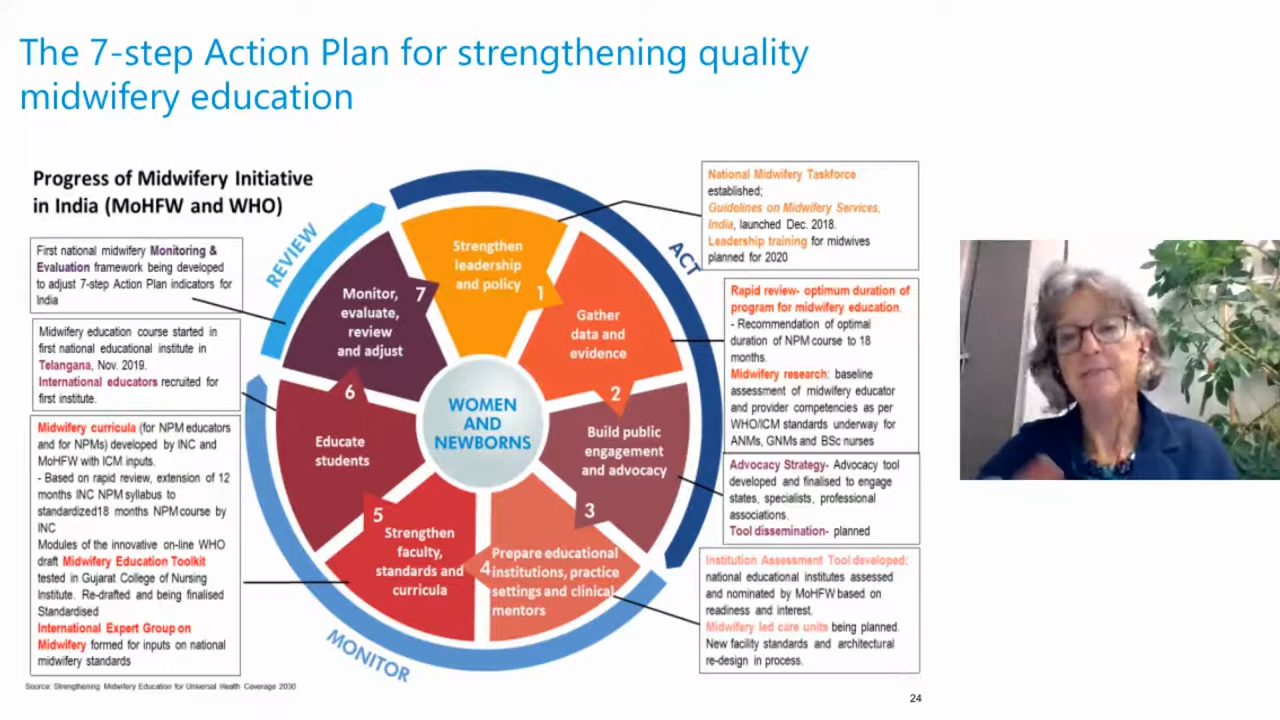 The 7-step Action Plan for strengthening quality
midwifery education
Progress of Midwifery Initiative
in India (MoHFW and WHO)
First national midwifery Monitoring &
Evaluation framework being developed
to adjust 7-step Action Plan indicators for
India
Midwifery education course started in
first national educational institute in
Telangana, Nov. 2019.
International educators recruited for
first institute.
Midwifery curricula (for NPM educators
and for NPMs) developed by INC and
MoHFW with ICM inputs.
- Based on rapid review, extension of 12
months INC NPM syllabus to
standardized18 months NPM course by
INC
Modules of the innovative on-line WHO
draft Midwifery Education Toolkit
tested in Gujarat College of Nursing
Institute. Re-drafted and being finalised
Standardised
International Expert Group on
Midwifery formed for inputs on national
midwifery standards
REVIEW
ACT
MONITOR
Strengthen
leadership
and policy
1
Gather
data and
evidence
2
Build public
engagement
and advocacy
3
Prepare educational
institutions, practice
settings and clinical
mentors
4
Strengthen
faculty,
standards and
curricula
5
Educate
students
6
Monitor,
evaluate,
review
and adjust
7
WOMEN
AND
NEWBORNS
National Midwifery Taskforce
established;
Guidelines on Midwifery Services,
India, launched Dec. 2018.
Leadership training for midwives
planned for 2020
Rapid review- optimum duration of
program for midwifery education.
- Recommendation of optimal
duration of NPM course to 18
months.
Midwifery research: baseline
assessment of midwifery educator
and provider competencies as per
WHO/ICM standards underway for
ANMs, GNMs and BSc nurses
Advocacy Strategy- Advocacy tool
developed and finalised to engage
states, specialists, professional
associations.
Tool dissemination- planned
Institution Assessment Tool developed:
national educational institutes assessed
and nominated by MoHFW based on
readiness and interest.
Midwifery led care units being planned.
New facility standards and architectural
re-design in process.
Source: Strengthening Midwifery Education for Universal Health Coverage 2030
24